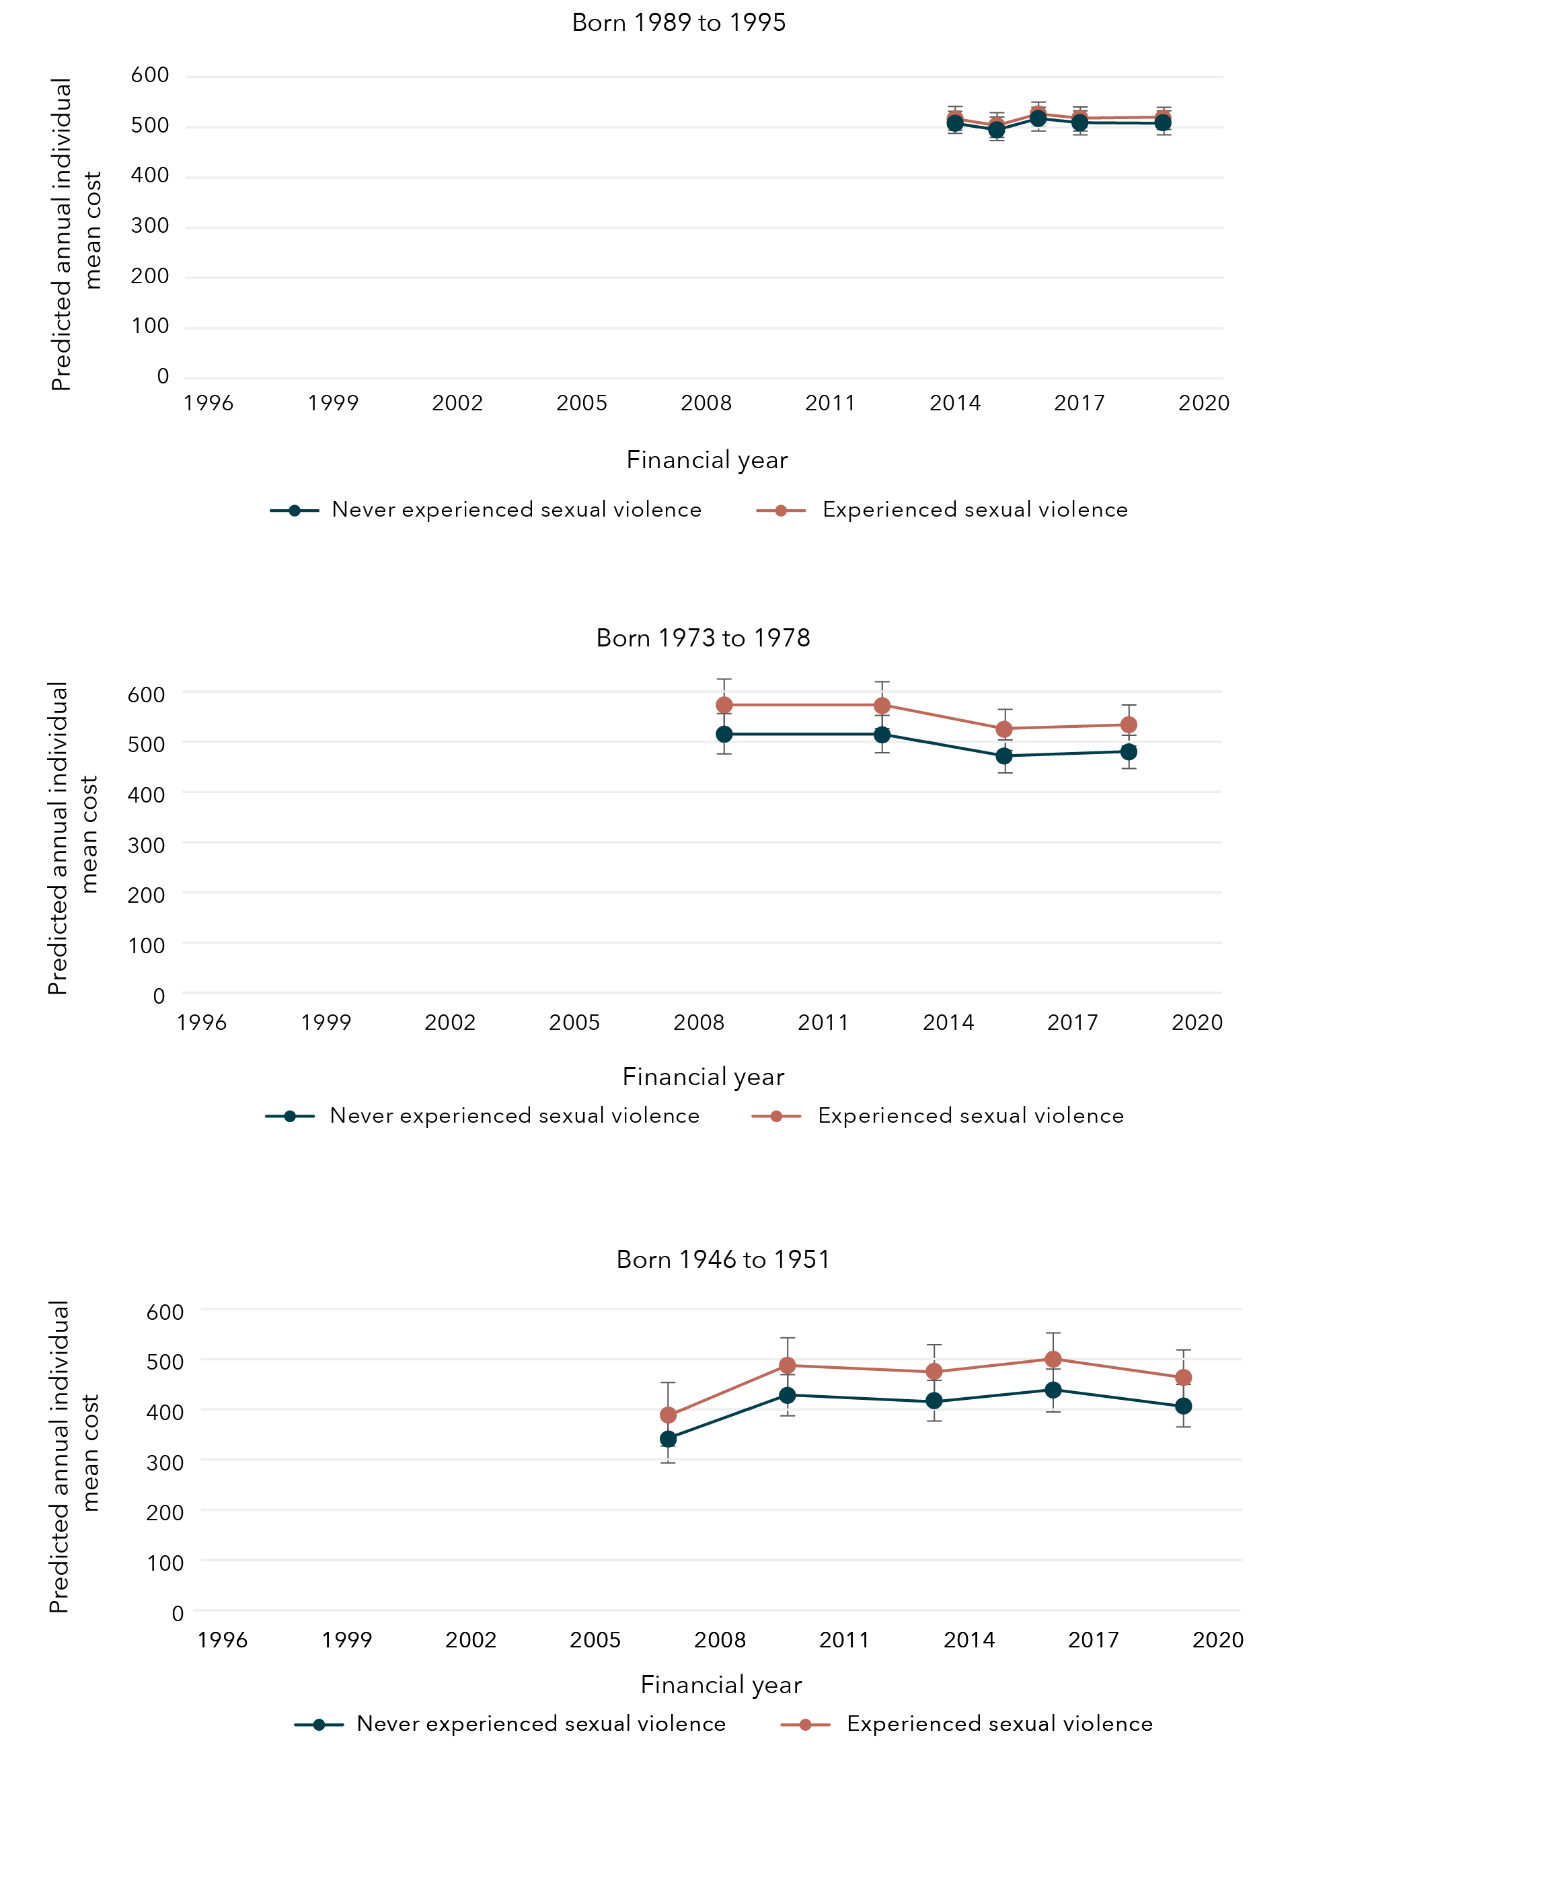 Born 1989 to 1995
Predicted annual individual
mean cost
600
500
400
300
200
100
0
1996 1999 2002 2005 2008 2011 2014 2017 2020
Financial year
Never experienced sexual violence Experienced sexual violence
Born 1973 to 1978
Predicted annual individual
mean cost
600
500
400
300
200
100
0
1996 1999 2002 2005 2008 2011 2014 2017 2020
Financial year
Never experienced sexual violence Experienced sexual violence
Born 1946 to 1951
Predicted annual individual
mean cost
600
500
400
300
200
100
0
1996 1999 2002 2005 2008 2011 2014 2017 2020
Financial year
Never experienced sexual violence Experienced sexual violence